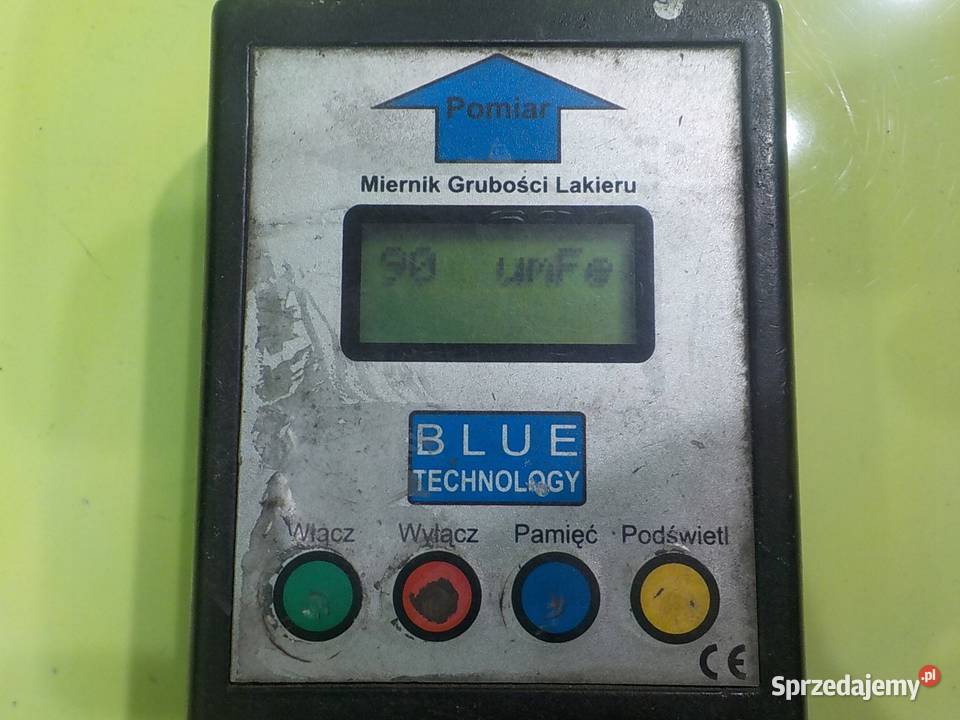 Pomiar
Miernik Grubości Lakieru
90 umFe
BLUE
TECHNOLOGY
Włącz Wyłącz Pamięć Podświetl
CE
Sprzedajemy.pl